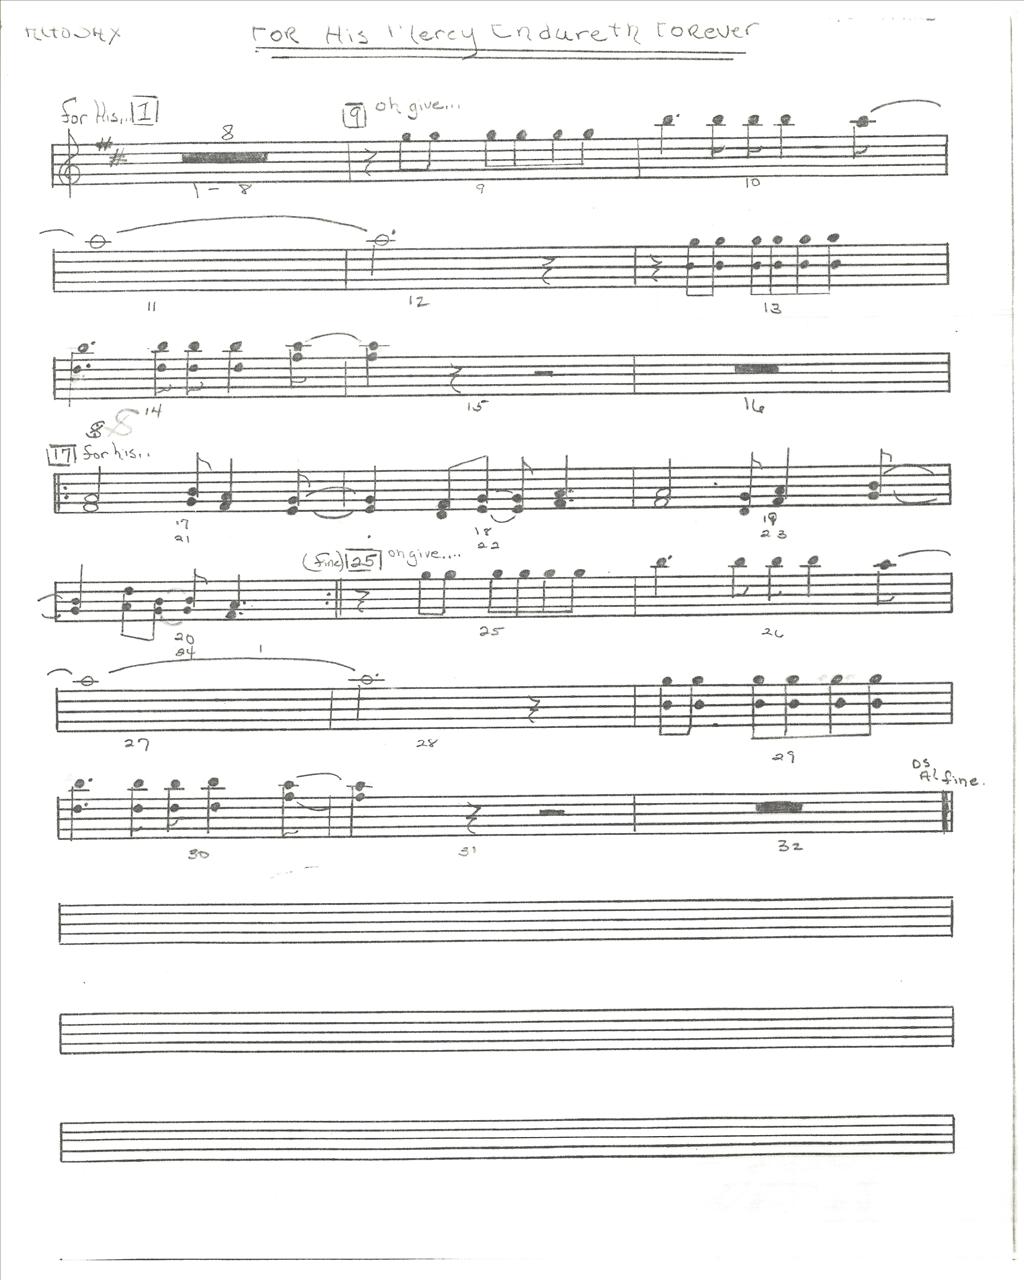 ALTO SAX
FOR His Mercy Endureth Forever
for His.. 1
8
9 oh give...
1 - 8
9
10
11
12
13
14
15
16
17 for his..
17
21
18
22
19
23
20
24
(fine) 25 oh give....
25
26
27
28
29
DS
Al fine.
30
31
32